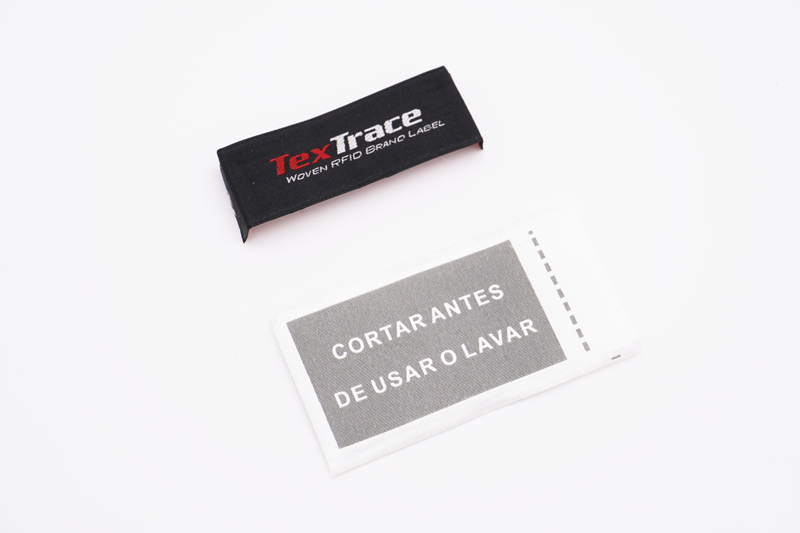 TexTrace
Woven RFID Brand Label
CORTAR ANTES
DE USAR O LAVAR